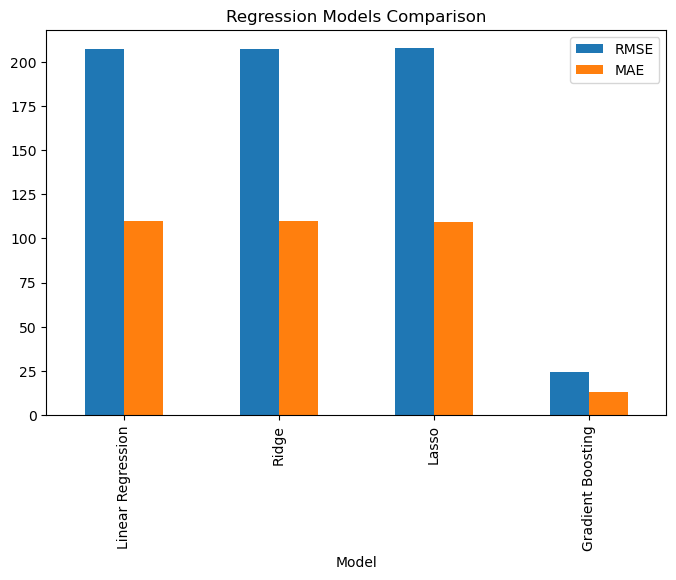 Regression Models Comparison
RMSE
MAE
200
175
150
125
100
75
50
25
0
Linear Regression
Ridge
Lasso
Gradient Boosting
Model